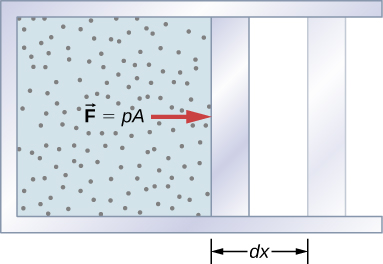 F⃗ = pA
dx